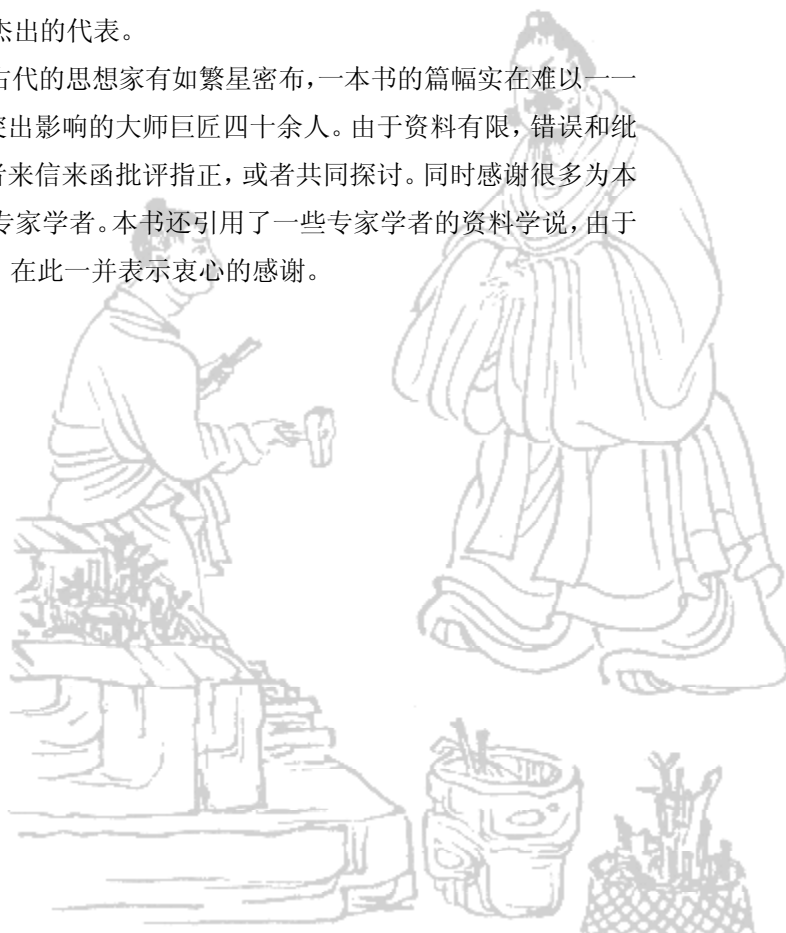 杰出的代表。
古代的思想家有如繁星密布,一本书的篇幅实在难以一一
突出影响的大师巨匠四十余人。由于资料有限,错误和纰
者来信来函批评指正,或者共同探讨。同时感谢很多为本
专家学者。本书还引用了一些专家学者的资料学说,由于
在此一并表示衷心的感谢。